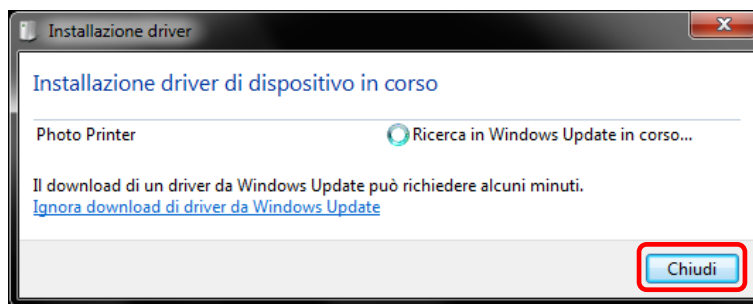 Installazione driver
Installazione driver di dispositivo in corso
Photo Printer Ricerca in Windows Update in corso...
Il download di un driver da Windows Update può richiedere alcuni minuti.
Ignora download di driver da Windows Update
Chiudi